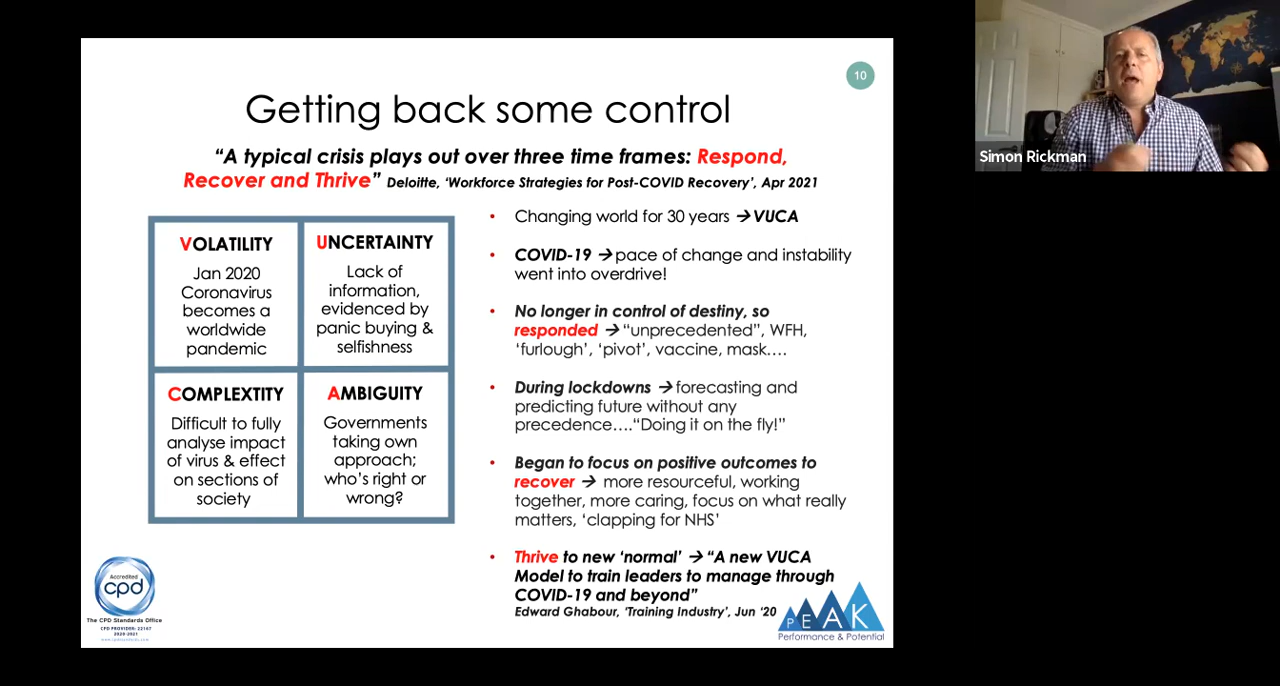 10
Getting back some control
“A typical crisis plays out over three time frames: Respond,
Recover and Thrive” Deloitte, ‘Workforce Strategies for Post-COVID Recovery’, Apr 2021
VOLATILITY
Jan 2020
Coronavirus
becomes a
worldwide
pandemic
UNCERTAINTY
Lack of
information,
evidenced by
panic buying &
selfishness
COMPLEXTITY
Difficult to fully
analyse impact
of virus & effect
on sections of
society
AMBIGUITY
Governments
taking own
approach;
who’s right or
wrong?
• Changing world for 30 years → VUCA
• COVID-19 → pace of change and instability
went into overdrive!
• No longer in control of destiny, so
responded → “unprecedented”, WFH,
‘furlough’, ‘pivot’, vaccine, mask….
• During lockdowns → forecasting and
predicting future without any
precedence….“Doing it on the fly!”
• Began to focus on positive outcomes to
recover → more resourceful, working
together, more caring, focus on what really
matters, ‘clapping for NHS’
• Thrive to new ‘normal’ → “A new VUCA
Model to train leaders to manage through
COVID-19 and beyond”
Edward Ghabour, ‘Training Industry’, Jun ‘20
Accredited
cpd
The CPD Standards Office
CPD PROVIDER: 22147
2020-2021
www.cpdstandards.com
PEAK
Performance & Potential
Simon Rickman